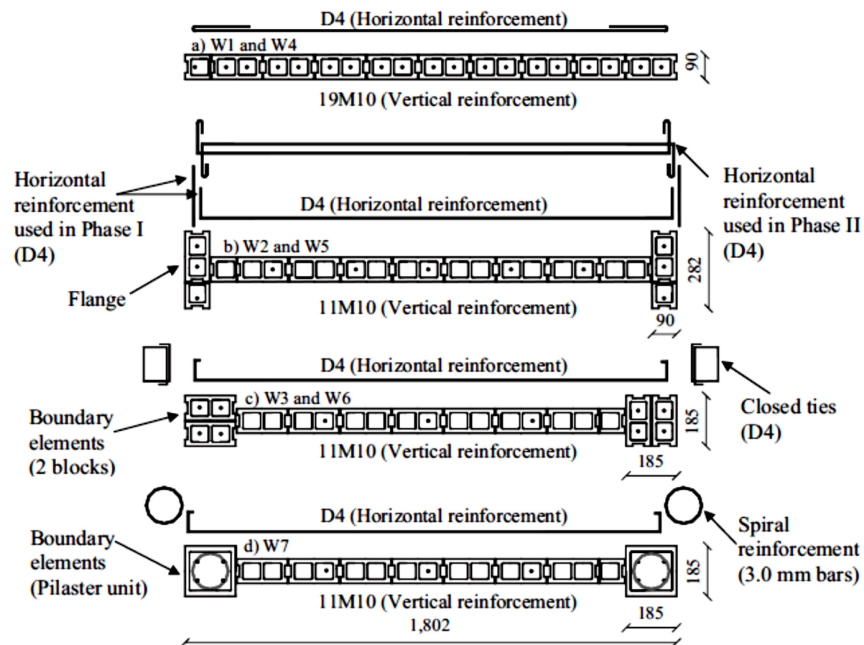 D4 (Horizontal reinforcement)
a) W1 and W4
90
19M10 (Vertical reinforcement)
Horizontal
reinforcement
used in Phase I
(D4)
Horizontal
reinforcement
used in Phase II
(D4)
D4 (Horizontal reinforcement)
b) W2 and W5
282
Flange
11M10 (Vertical reinforcement)
90
D4 (Horizontal reinforcement)
c) W3 and W6
Boundary
elements
(2 blocks)
Closed ties
(D4)
185
11M10 (Vertical reinforcement)
185
D4 (Horizontal reinforcement)
d) W7
Boundary
elements
(Pilaster unit)
Spiral
reinforcement
(3.0 mm bars)
185
11M10 (Vertical reinforcement)
1,802
185